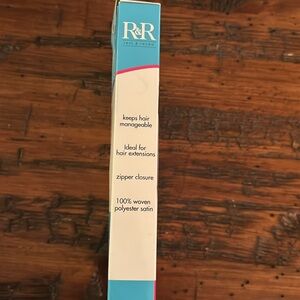 R&R
keeps hair
manageable
Ideal for
hair extensions
zipper closure
100% woven
polyester satin